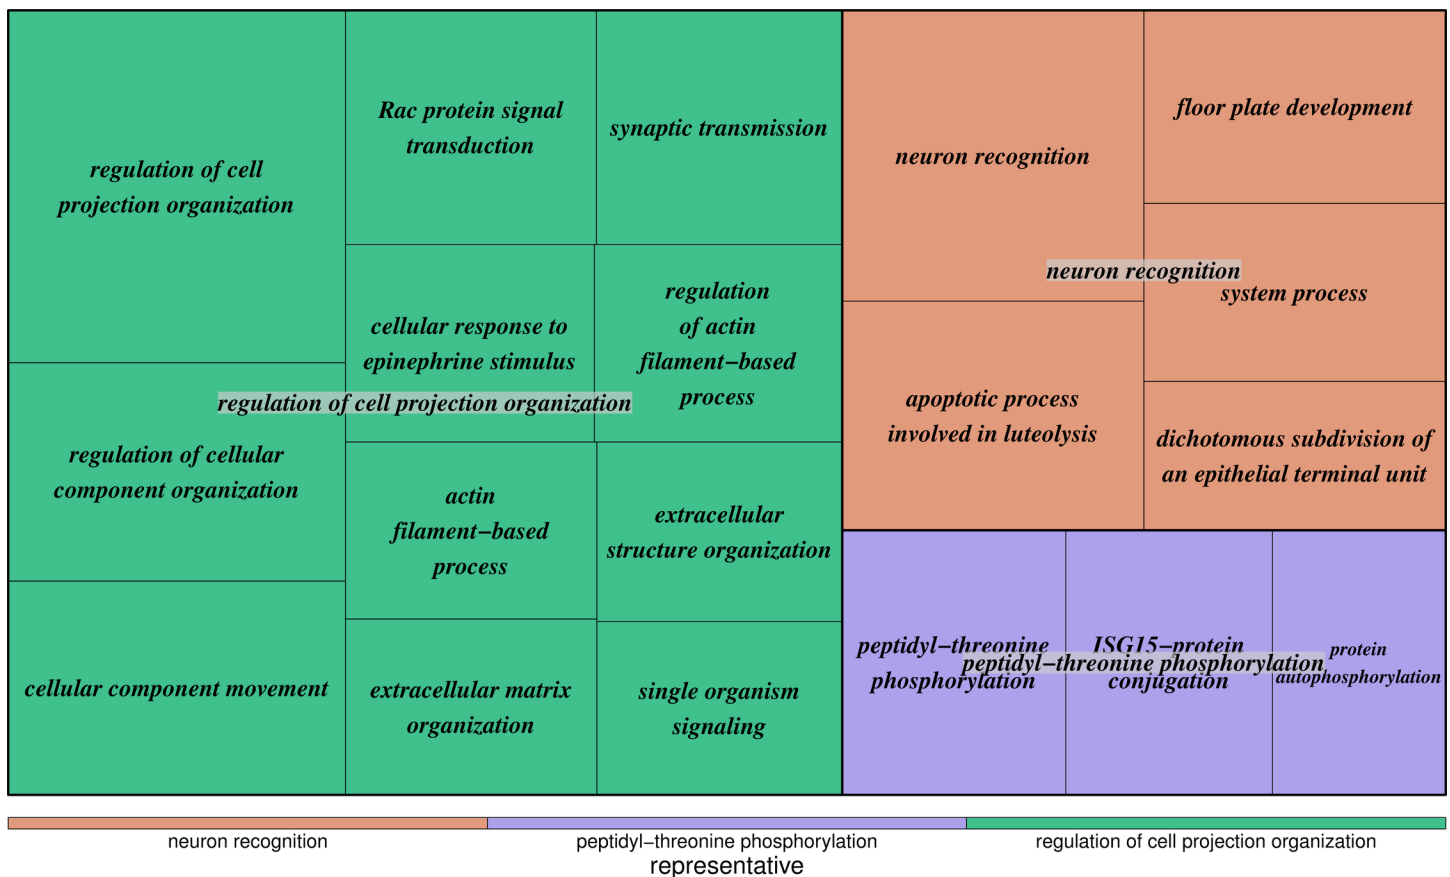 regulation of cell
projection organization
Rac protein signal
transduction
synaptic transmission
cellular response to
epinephrine stimulus
regulation
of actin
filament−based
process
regulation of cell projection organization
regulation of cellular
component organization
actin
filament−based
process
extracellular
structure organization
cellular component movement
extracellular matrix
organization
single organism
signaling
neuron recognition
floor plate development
neuron recognition
system process
apoptotic process
involved in luteolysis
dichotomous subdivision of
an epithelial terminal unit
peptidyl−threonine
phosphorylation
ISG15−protein
conjugation
protein
autophosphorylation
peptidyl−threonine phosphorylation
neuron recognition
peptidyl−threonine phosphorylation
regulation of cell projection organization
representative